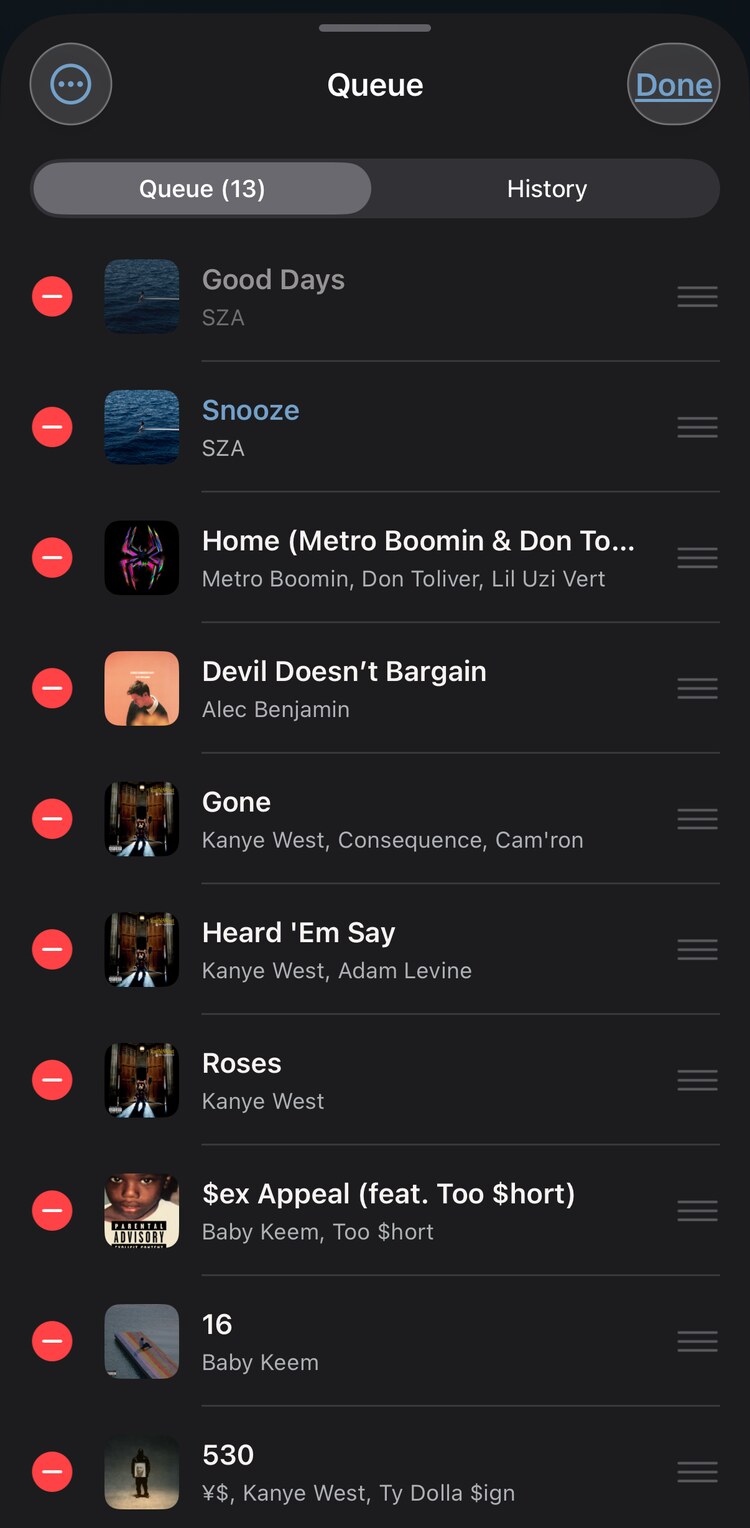 Queue
Done
Queue (13)
History
Good Days
SZA
Snooze
SZA
Home (Metro Boomin & Don To...
Metro Boomin, Don Toliver, Lil Uzi Vert
Devil Doesn’t Bargain
Alec Benjamin
Gone
Kanye West, Consequence, Cam'ron
Heard 'Em Say
Kanye West, Adam Levine
Roses
Kanye West
$ex Appeal (feat. Too $hort)
Baby Keem, Too $hort
PARENTAL
ADVISORY
EXPLICIT CONTENT
16
Baby Keem
530
¥$, Kanye West, Ty Dolla $ign